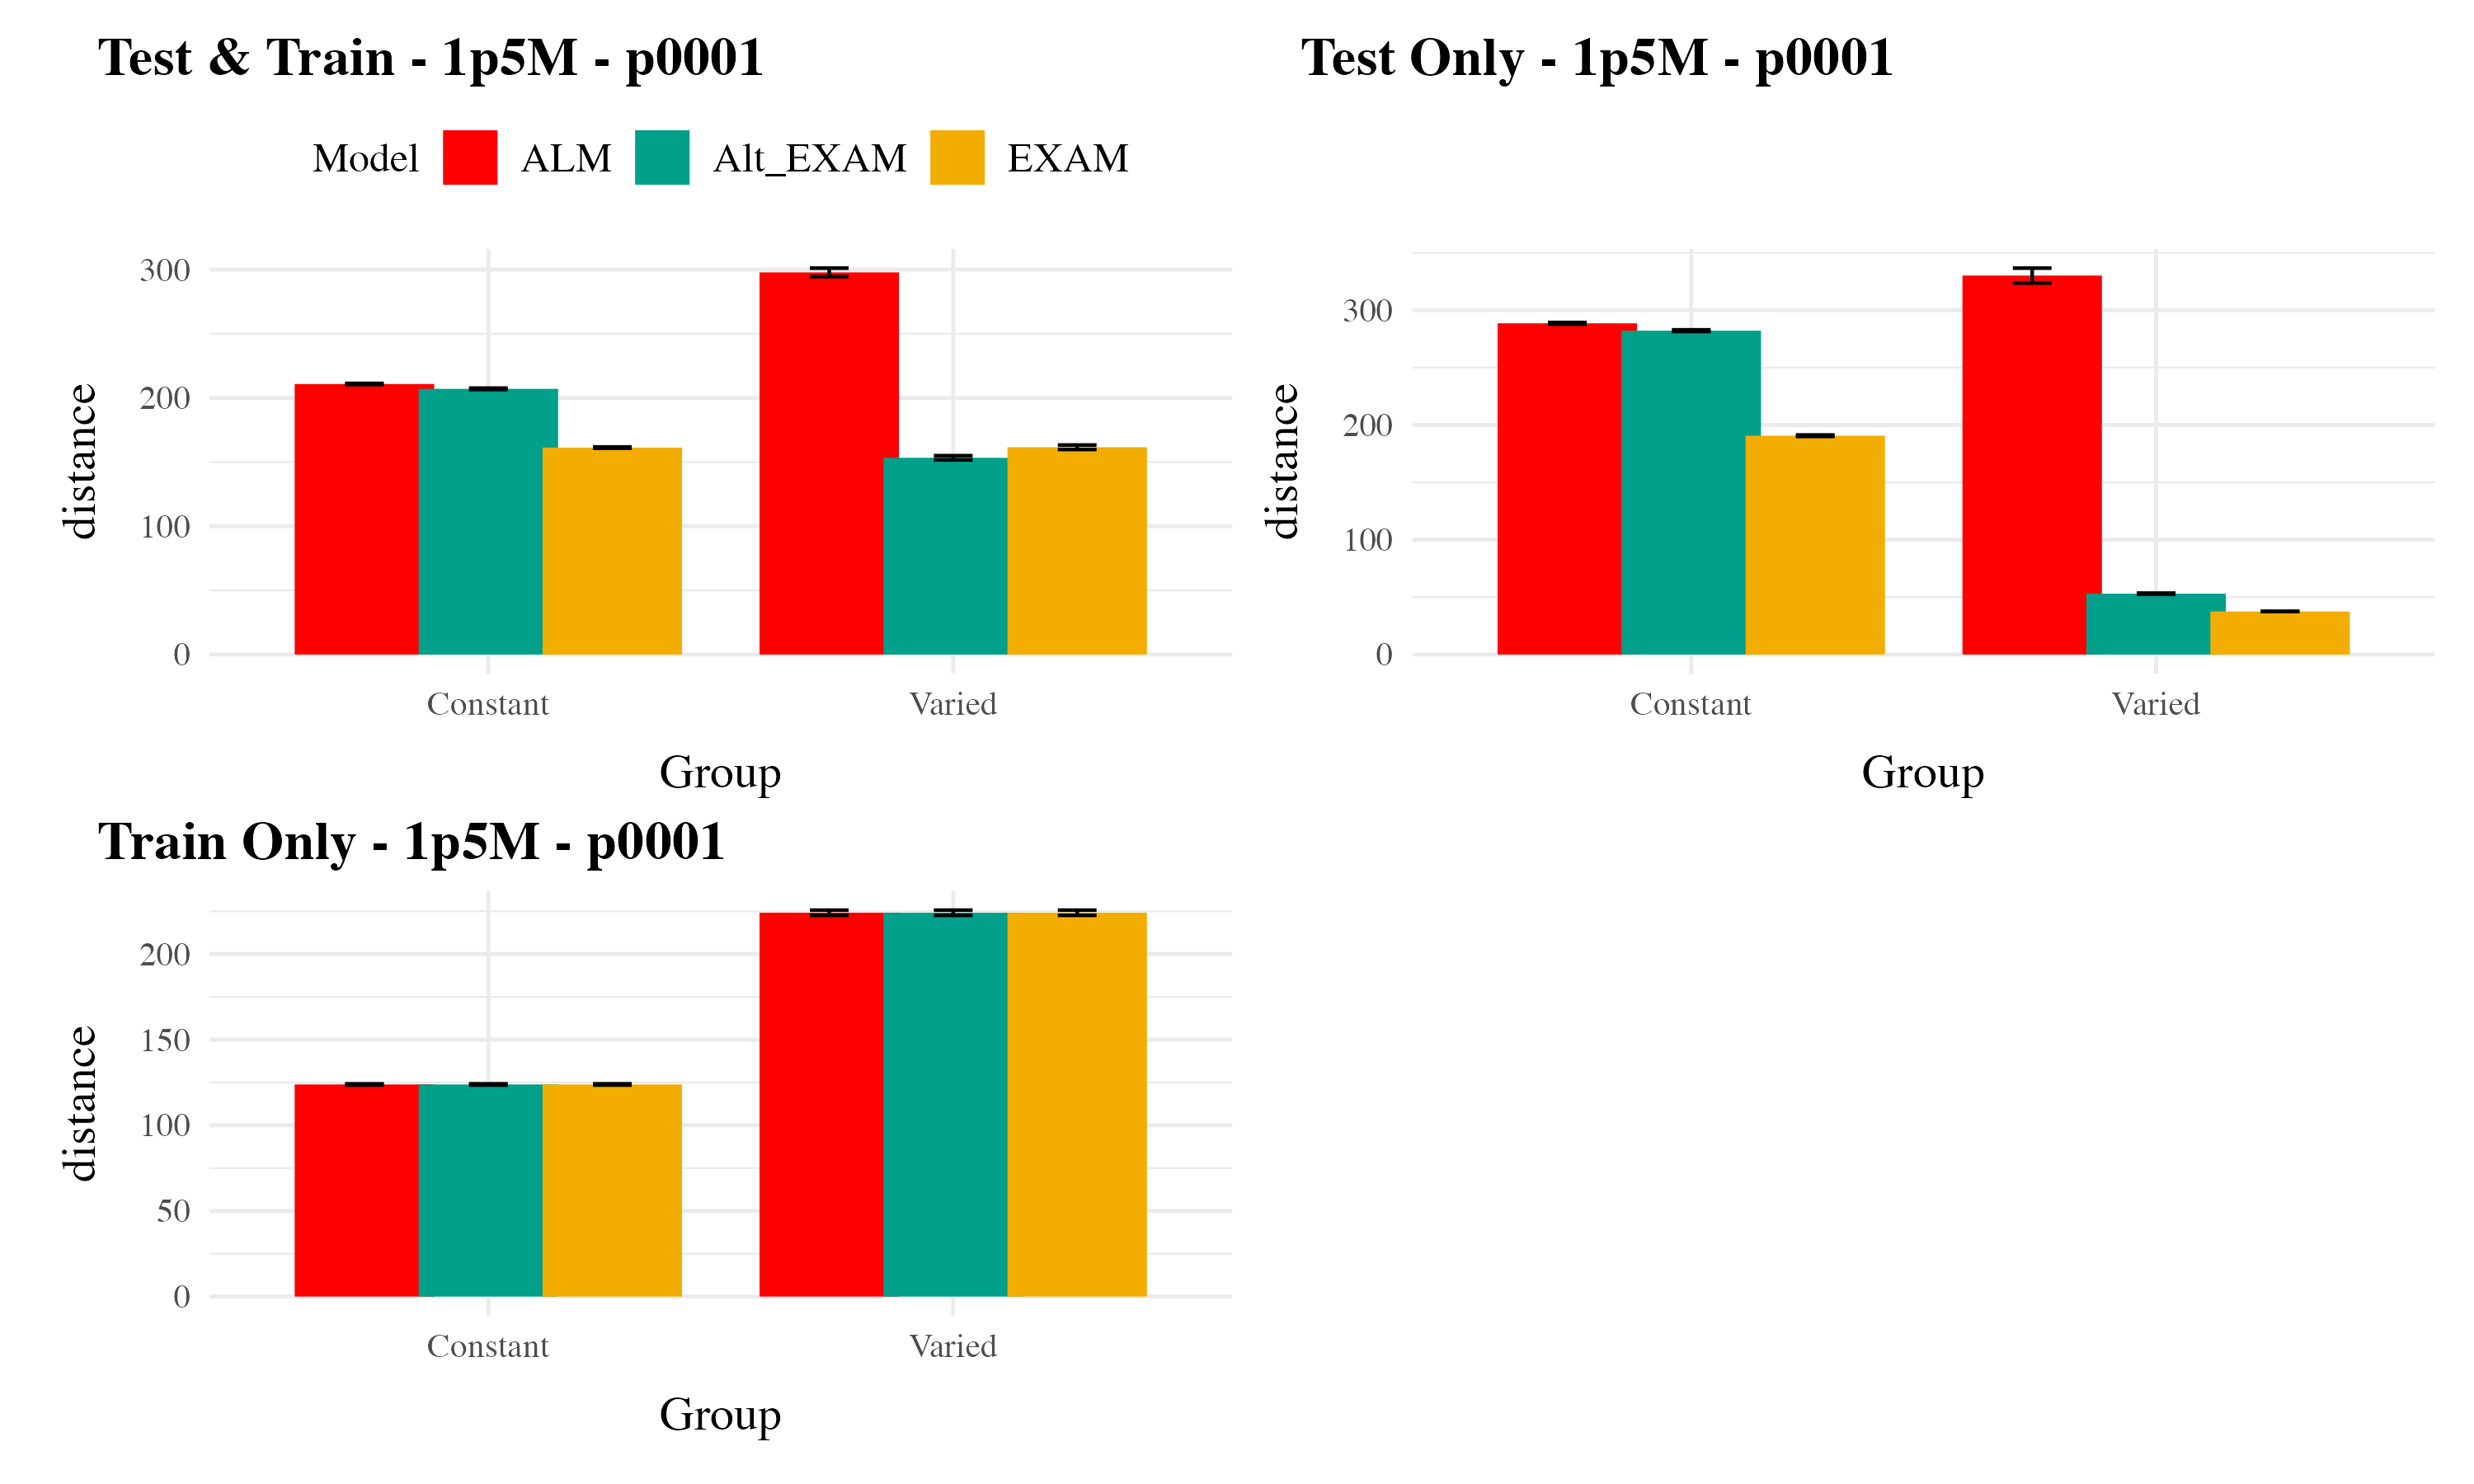 Test & Train - 1p5M - p0001
Model ALM Alt_EXAM EXAM
distance
300
200
100
0
Constant Varied
Group
Test Only - 1p5M - p0001
distance
300
200
100
0
Constant Varied
Group
Train Only - 1p5M - p0001
distance
200
150
100
50
0
Constant Varied
Group